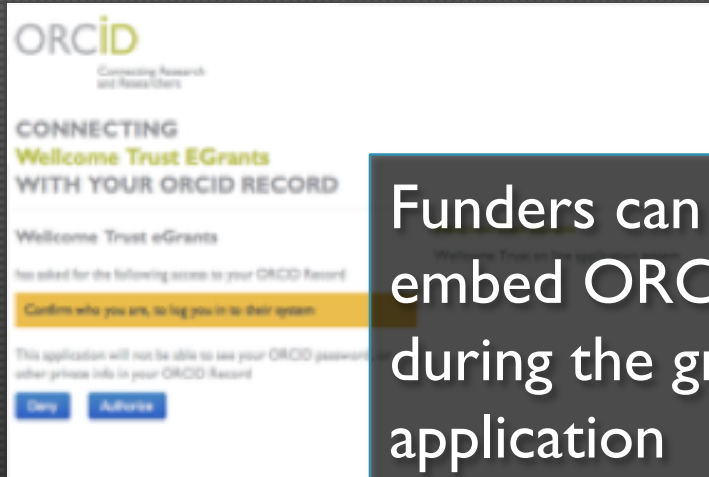 ORCiD
Connecting Research
and Researchers
CONNECTING
Wellcome Trust EGrants
WITH YOUR ORCID RECORD
Wellcome Trust eGrants
has asked for the following access to your ORCID Record
Confirm who you are, to log you in to their system
This application will not be able to see your ORCID password, or
other private info in your ORCID Record
Deny Authorize
Funders can
embed ORC
during the gr
application